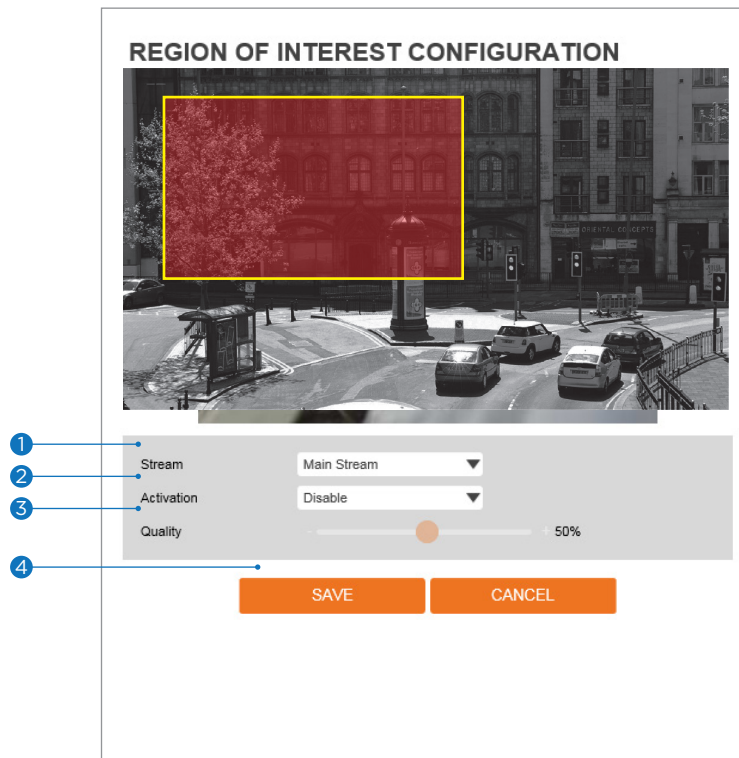 REGION OF INTEREST CONFIGURATION
ORIENTAL CONCEPTS
1
Stream Main Stream
2
Activation Disable
3
Quality - + 50%
4
SAVE CANCEL